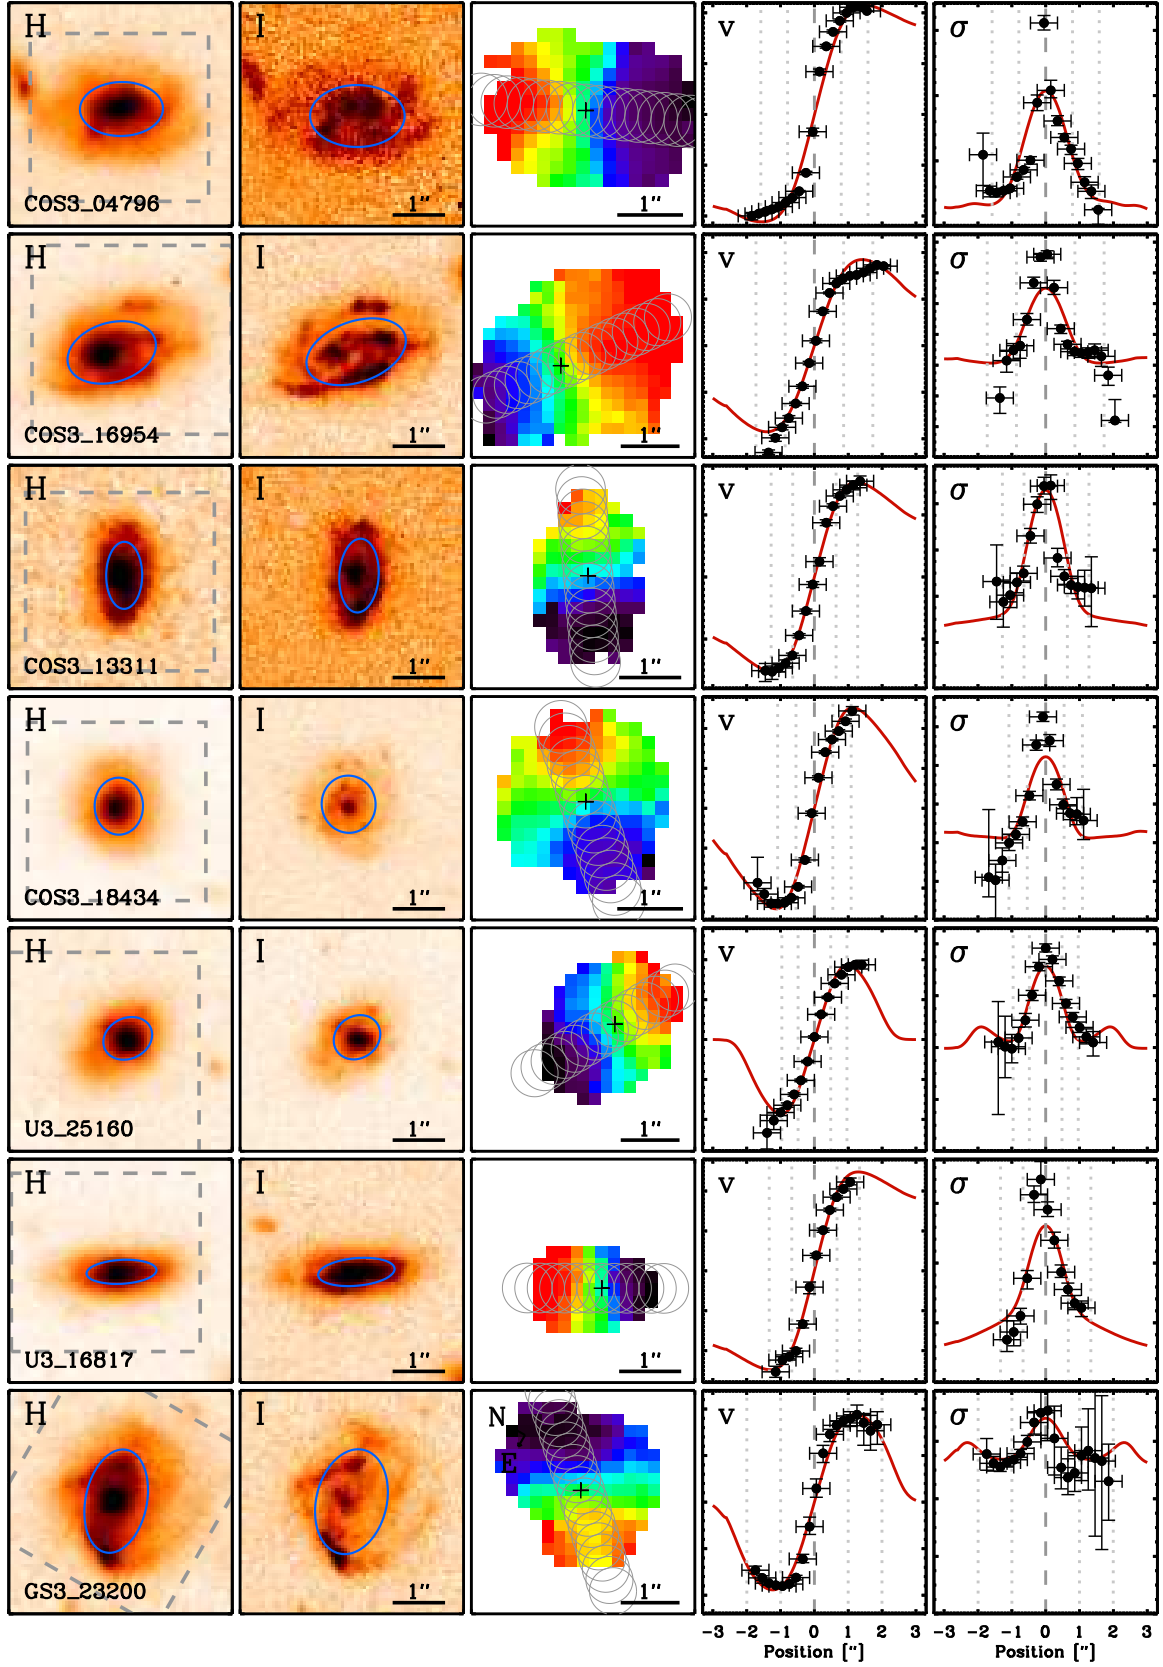 H I v σ
COS3_04796 1" 1"
H I v σ
COS3_16954 1" 1"
H I v σ
COS3_13311 1" 1"
H I v σ
COS3_18434 1" 1"
H I v σ
U3_25160 1" 1"
H I v σ
U3_16817 1" 1"
H I N v σ
E
GS3_23200 1" 1"
-3 -2 -1 0 1 2 3 -3 -2 -1 0 1 2 3
Position ["] Position ["]